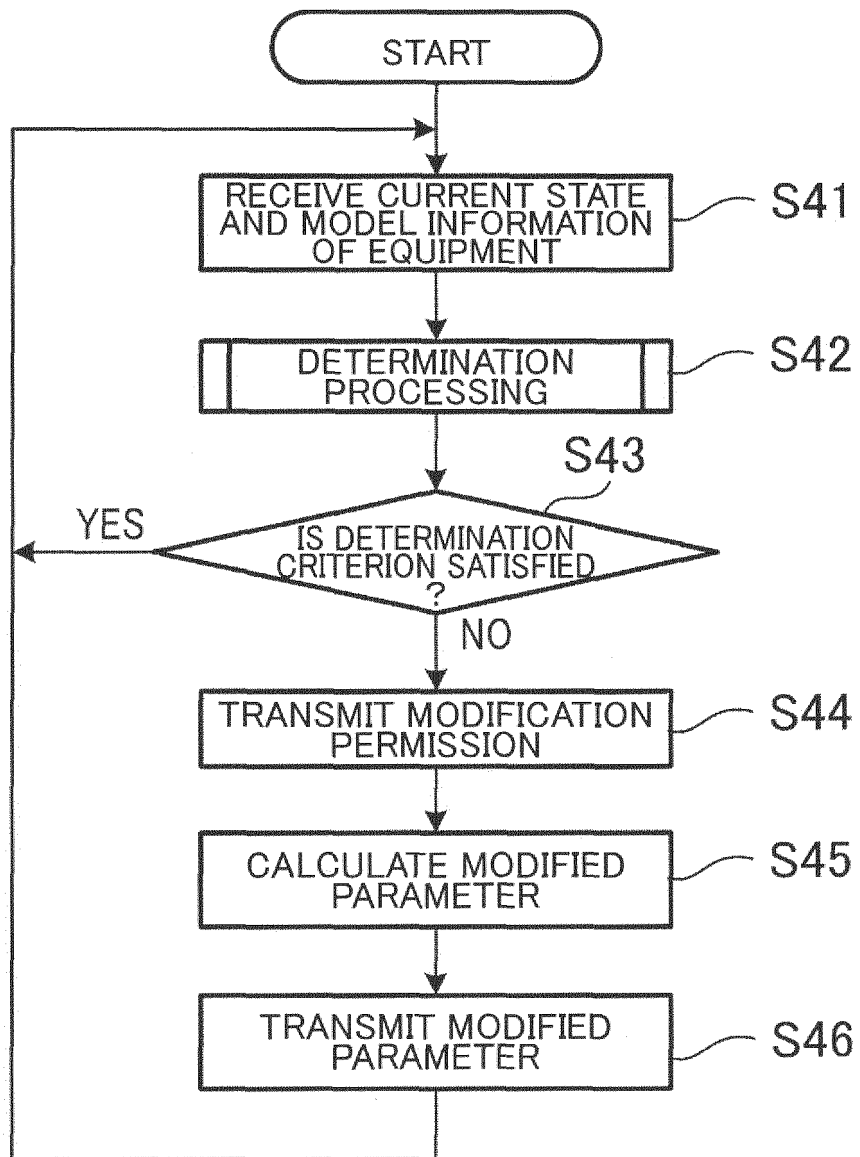 START
RECEIVE CURRENT STATE
AND MODEL INFORMATION
OF EQUIPMENT
S41
DETERMINATION
PROCESSING
S42
S43
YES
IS DETERMINATION
CRITERION SATISFIED
?
NO
TRANSMIT MODIFICATION
PERMISSION
S44
CALCULATE MODIFIED
PARAMETER
S45
TRANSMIT MODIFIED
PARAMETER
S46